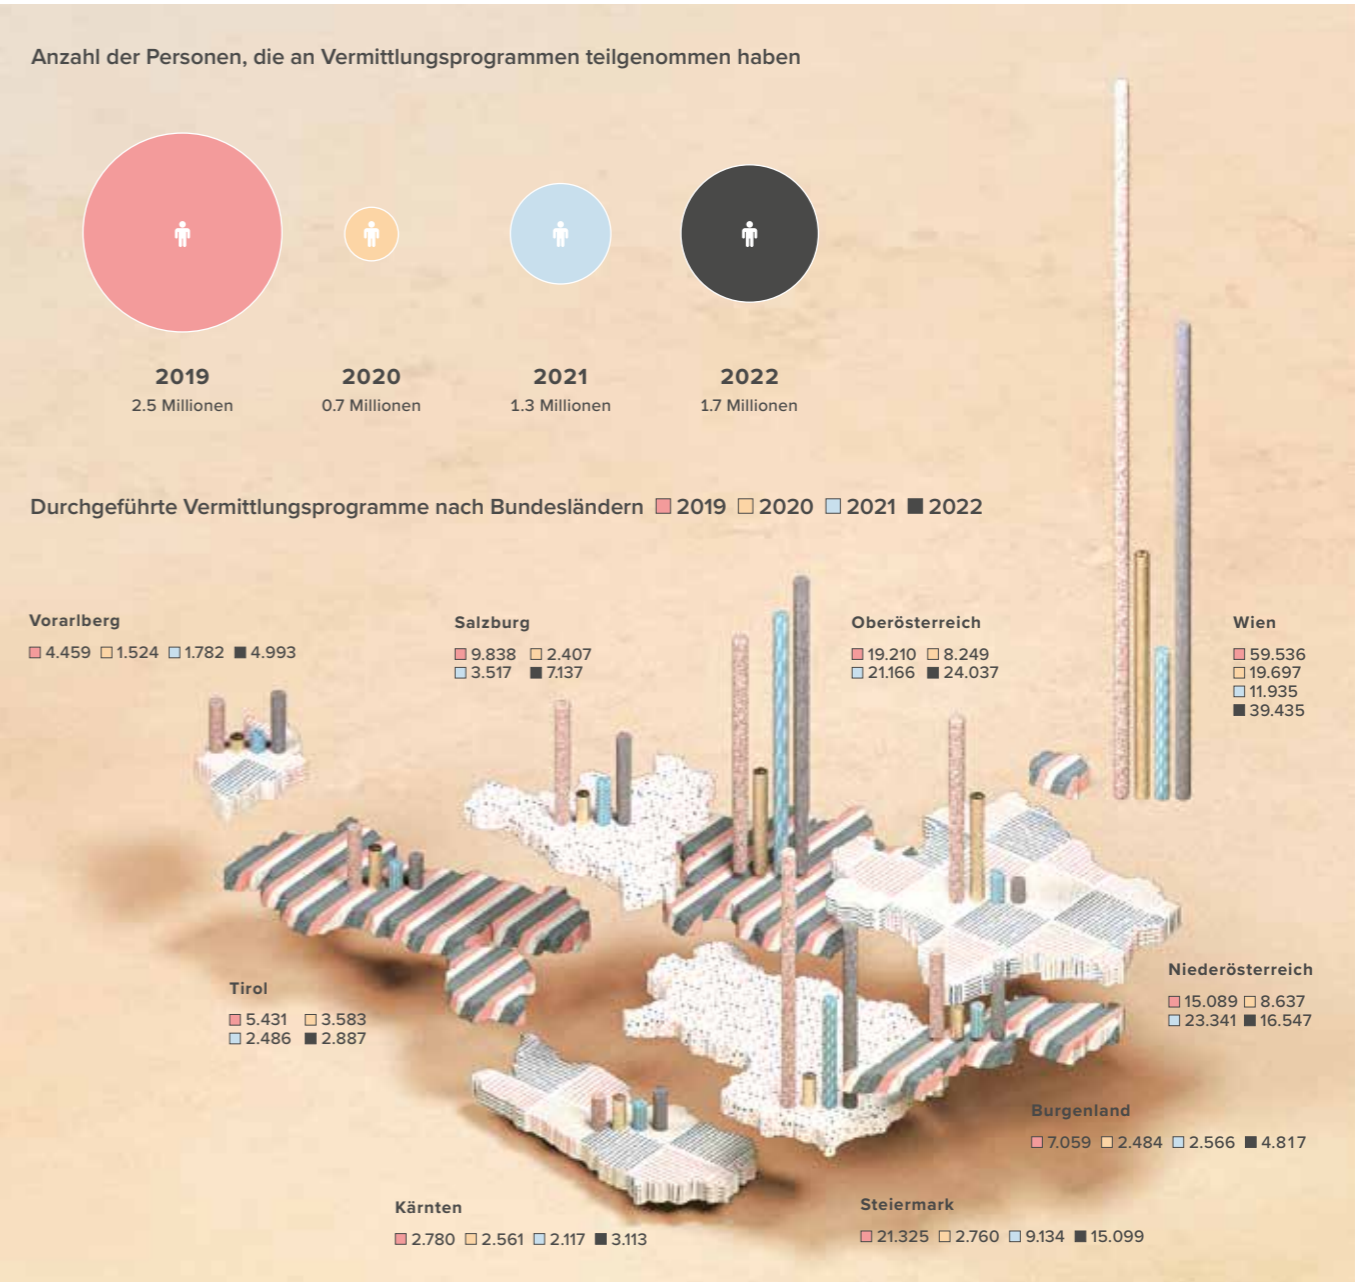 Anzahl der Personen, die an Vermittlungsprogrammen teilgenommen haben
2019
2.5 Millionen
2020
0.7 Millionen
2021
1.3 Millionen
2022
1.7 Millionen
Durchgeführte Vermittlungsprogramme nach Bundesländern 2019 2020 2021 2022
Vorarlberg
4.459 1.524 1.782 4.993
Salzburg
9.838 2.407
3.517 7.137
Oberösterreich
19.210 8.249
21.166 24.037
Wien
59.536
19.697
11.935
39.435
Tirol
5.431 3.583
2.486 2.887
Niederösterreich
15.089 8.637
23.341 16.547
Burgenland
7.059 2.484 2.566 4.817
Kärnten
2.780 2.561 2.117 3.113
Steiermark
21.325 2.760 9.134 15.099